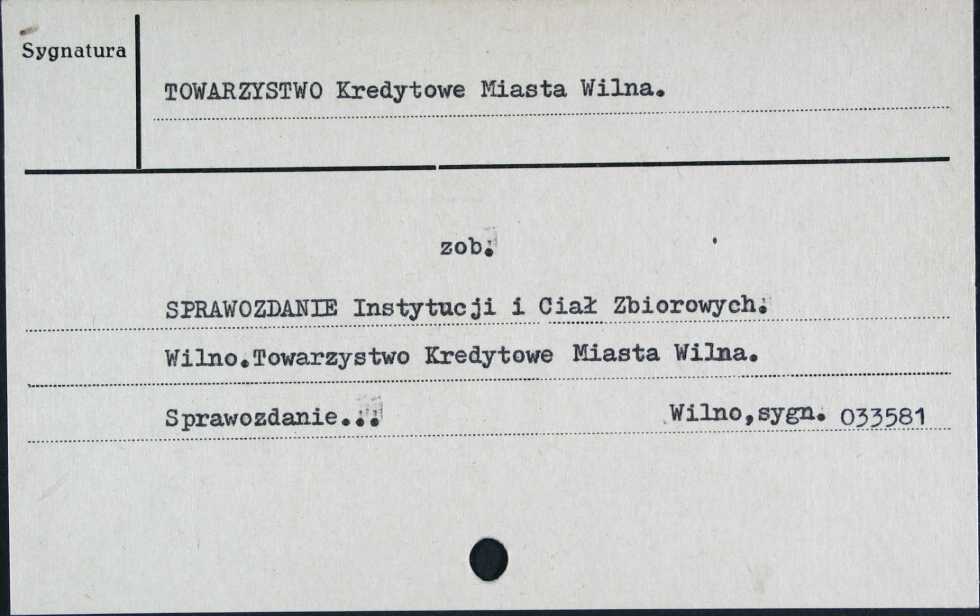 Sygnatura
TOWARZYSTWO Kredytowe Miasta Wilna.
zob.
SPRAWOZDANIE Instytucji i Ciał Zbiorowych.
Wilno.Towarzystwo Kredytowe Miasta Wilna.
Sprawozdanie... Wilno,sygn. 033581